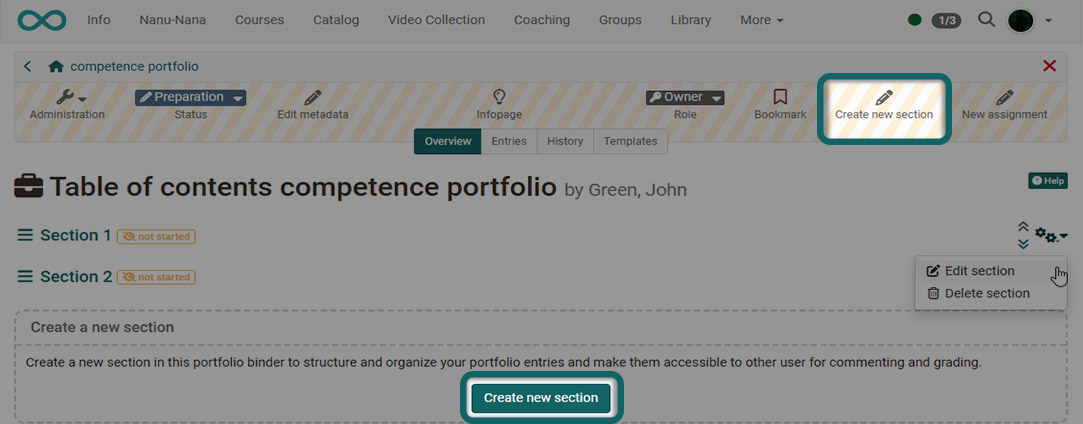 Info Nanu-Nana Courses Catalog Video Collection Coaching Groups Library More 1/3
competence portfolio
Preparation Owner
Administration Status Edit metadata Infopage Role Bookmark Create new section New assignment
Overview Entries History Templates
Table of contents competence portfolio by Green, John Help
Section 1 not started
Edit section
Section 2 not started
Delete section
Create a new section
Create a new section in this portfolio binder to structure and organize your portfolio entries and make them accessible to other user for commenting and grading.
Create new section